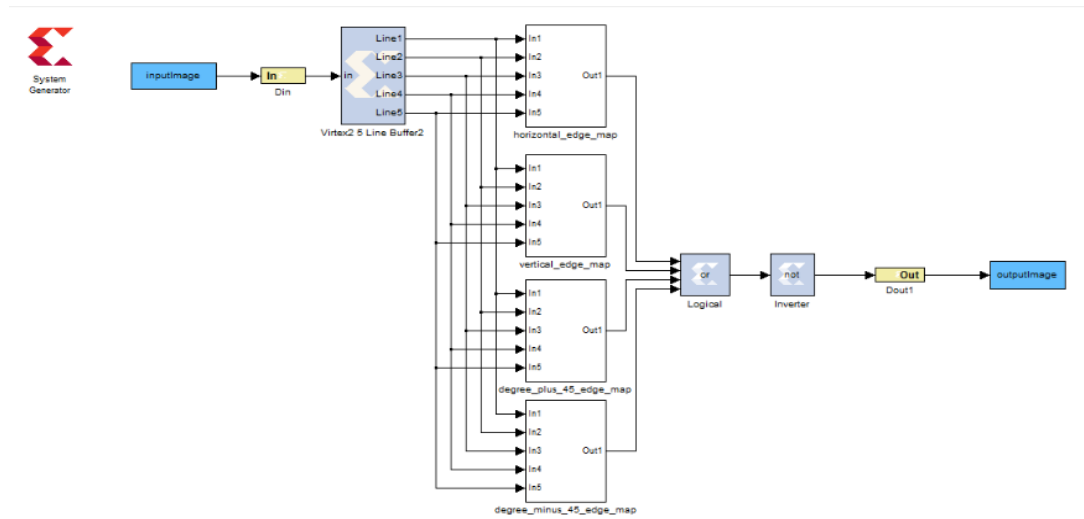 System
Generator
inputImage
In
Din
in
Line1
Line2
Line3
Line4
Line5
Virtex2 5 Line Buffer2
In1
In2
In3
In4
In5
Out1
horizontal_edge_map
In1
In2
In3
In4
In5
Out1
vertical_edge_map
In1
In2
In3
In4
In5
Out1
degree_plus_45_edge_map
In1
In2
In3
In4
In5
Out1
degree_minus_45_edge_map
or
Logical
not
Inverter
Out
Dout1
outputImage